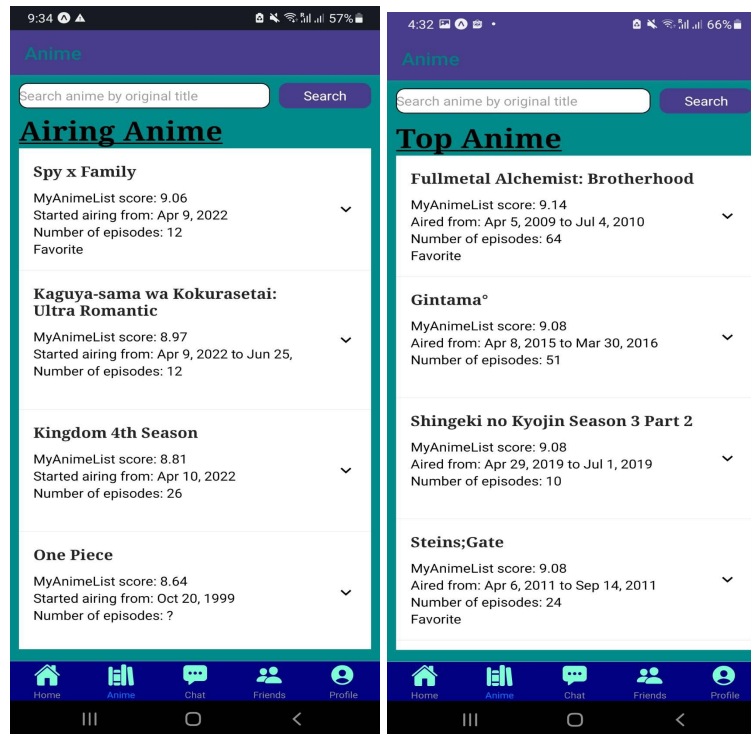 9:34 57%
Anime
Search anime by original title Search
Airing Anime
Spy x Family
MyAnimeList score: 9.06
Started airing from: Apr 9, 2022
Number of episodes: 12
Favorite
Kaguya-sama wa Kokurasetai:
Ultra Romantic
MyAnimeList score: 8.97
Started airing from: Apr 9, 2022 to Jun 25,
Number of episodes: 12
Kingdom 4th Season
MyAnimeList score: 8.81
Started airing from: Apr 10, 2022
Number of episodes: 26
One Piece
MyAnimeList score: 8.64
Started airing from: Oct 20, 1999
Number of episodes: ?
Home Anime Chat Friends Profile
4:32 66%
Anime
Search anime by original title Search
Top Anime
Fullmetal Alchemist: Brotherhood
MyAnimeList score: 9.14
Aired from: Apr 5, 2009 to Jul 4, 2010
Number of episodes: 64
Favorite
Gintama°
MyAnimeList score: 9.08
Aired from: Apr 8, 2015 to Mar 30, 2016
Number of episodes: 51
Shingeki no Kyojin Season 3 Part 2
MyAnimeList score: 9.08
Aired from: Apr 29, 2019 to Jul 1, 2019
Number of episodes: 10
Steins;Gate
MyAnimeList score: 9.08
Aired from: Apr 6, 2011 to Sep 14, 2011
Number of episodes: 24
Favorite
Home Anime Chat Friends Profile